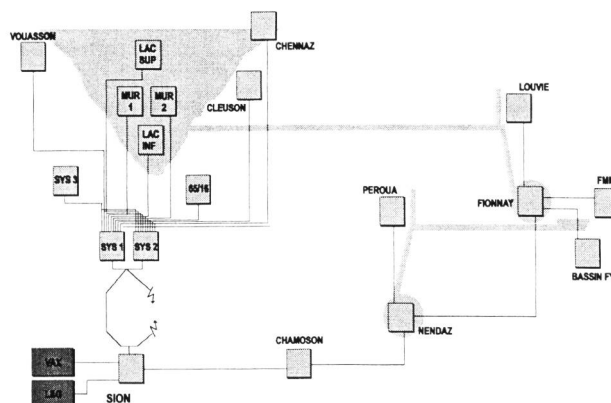 VOUASSON
CHENNAZ
LAC
SUP
CLEUSON
MUR
1
MUR
2
LAC
INF
LOUVIE
SYS 3
65/16
PEROUA
FIONNAY
SYS 1
SYS 2
BASSIN
NENDAZ
CHAMOSON
VAX
SION